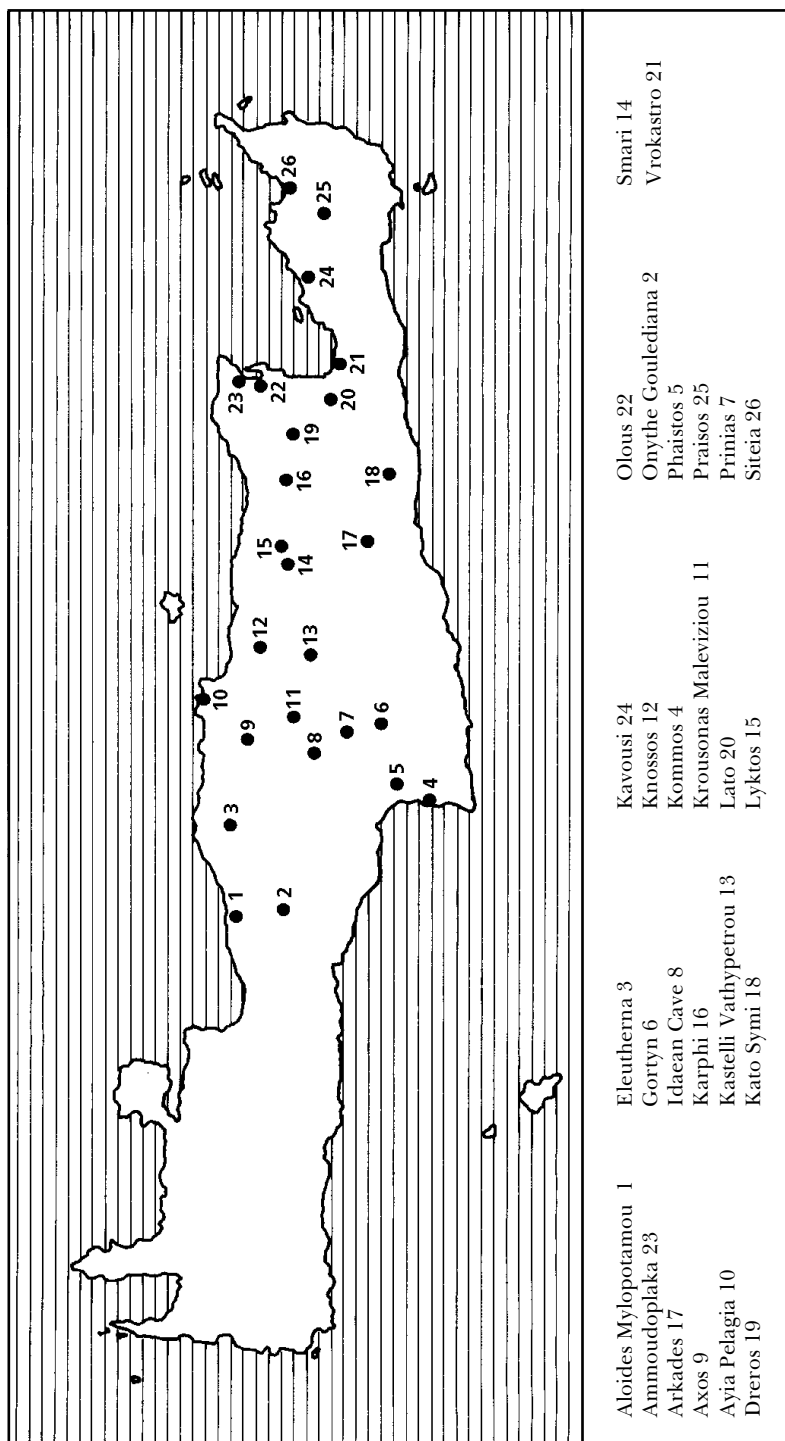 1
2
3
4
5
6
7
8
9
10
11
12
13
14
15
16
17
18
19
20
21
22
23
24
25
26
Aloides Mylopotamou 1
Ammoudoplaka 23
Arkades 17
Axos 9
Ayia Pelagia 10
Dreros 19
Eleutherna 3
Gortyn 6
Idaean Cave 8
Karphi 16
Kastelli Vathypetrou 13
Kato Symi 18
Kavousi 24
Knossos 12
Kommos 4
Krousonas Maleviziou 11
Lato 20
Lyktos 15
Olous 22
Onythe Goulediana 2
Phaistos 5
Praisos 25
Prinias 7
Siteia 26
Smari 14
Vrokastro 21